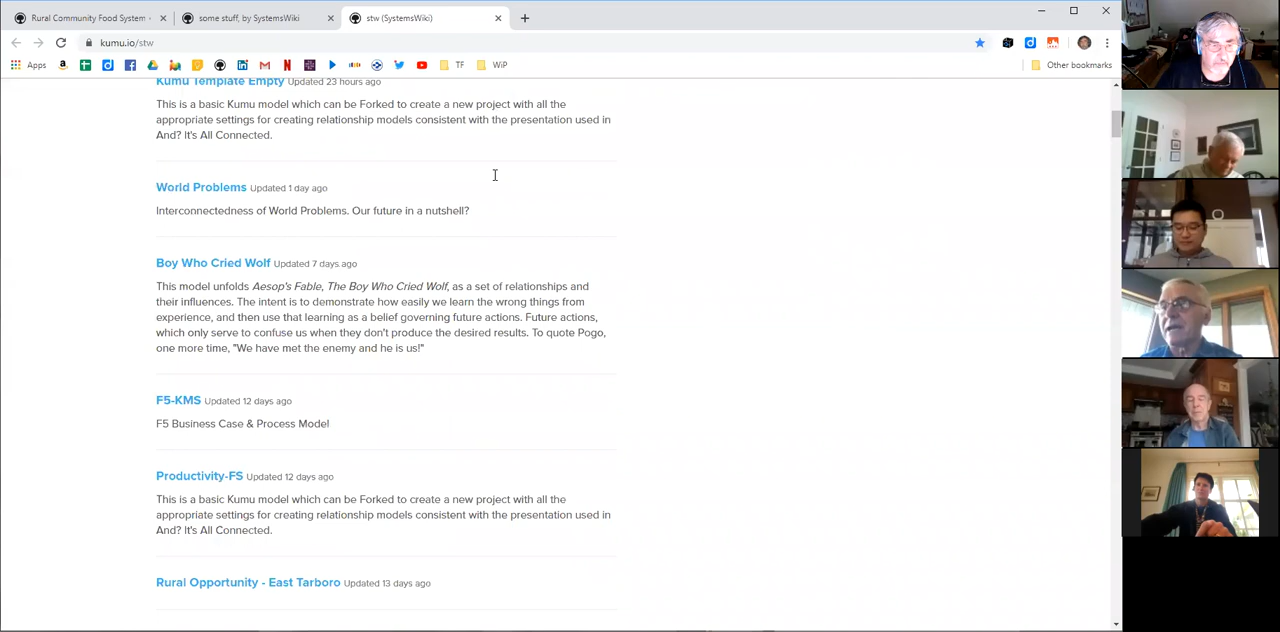 Rural Community Food System
some stuff, by SystemsWiki
stw (SystemsWiki)
kumu.io/stw
Apps
TF
WiP
Other bookmarks
Kumu Template Empty Updated 23 hours ago
This is a basic Kumu model which can be Forked to create a new project with all the
appropriate settings for creating relationship models consistent with the presentation used in
And? It's All Connected.
World Problems Updated 1 day ago
Interconnectedness of World Problems. Our future in a nutshell?
Boy Who Cried Wolf Updated 7 days ago
This model unfolds Aesop's Fable, The Boy Who Cried Wolf, as a set of relationships and
their influences. The intent is to demonstrate how easily we learn the wrong things from
experience, and then use that learning as a belief governing future actions. Future actions,
which only serve to confuse us when they don't produce the desired results. To quote Pogo,
one more time, "We have met the enemy and he is us!"
F5-KMS Updated 12 days ago
F5 Business Case & Process Model
Productivity-FS Updated 12 days ago
This is a basic Kumu model which can be Forked to create a new project with all the
appropriate settings for creating relationship models consistent with the presentation used in
And? It's All Connected.
Rural Opportunity - East Tarboro Updated 13 days ago